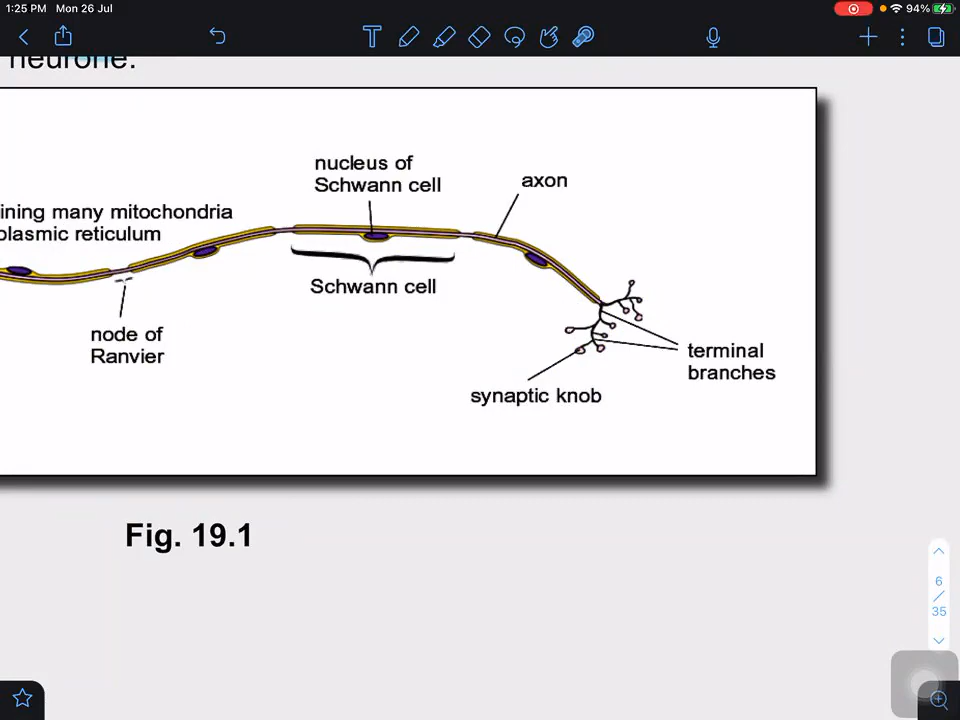 1:25 PM Mon 26 Jul
94%
neurone.
nucleus of
Schwann cell
axon
ining many mitochondria
plasmic reticulum
Schwann cell
node of
Ranvier
terminal
branches
synaptic knob
Fig. 19.1
6
/
35